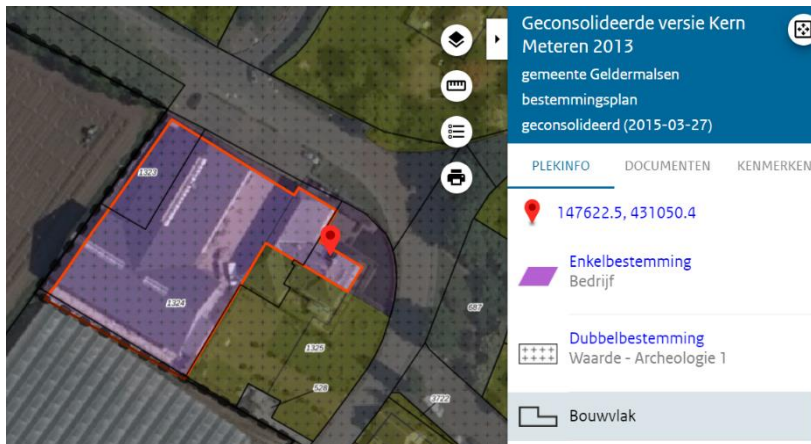 Geconsolideerde versie Kern
Meteren 2013
gemeente Geldermalsen
bestemmingsplan
geconsolideerd (2015-03-27)
PLEKINFO DOCUMENTEN KENMERKEN
147622.5, 431050.4
Enkelbestemming
Bedrijf
Dubbelbestemming
Waarde - Archeologie 1
Bouwvlak
1323
1324
1325
528
687
3722